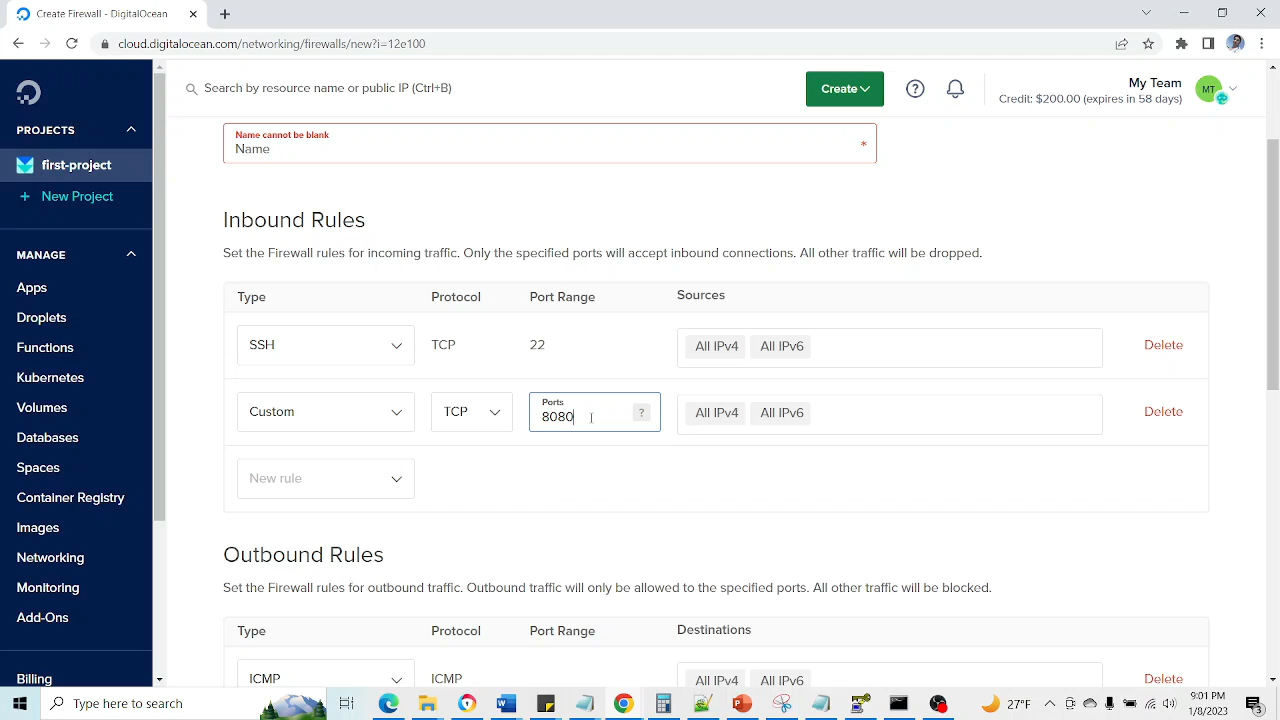 Create Firewall - DigitalOcean
cloud.digitalocean.com/networking/firewalls/new?i=12e100
Search by resource name or public IP (Ctrl+B)
Create
?
My Team
Credit: $200.00 (expires in 58 days)
MT
PROJECTS
first-project
+ New Project
MANAGE
Apps
Droplets
Functions
Kubernetes
Volumes
Databases
Spaces
Container Registry
Images
Networking
Monitoring
Add-Ons
Billing
Name cannot be blank
Name *
Inbound Rules
Set the Firewall rules for incoming traffic. Only the specified ports will accept inbound connections. All other traffic will be dropped.
Type Protocol Port Range Sources
SSH TCP 22 All IPv4 All IPv6 Delete
Ports
Custom TCP 8080 ? All IPv4 All IPv6 Delete
New rule
Outbound Rules
Set the Firewall rules for outbound traffic. Outbound traffic will only be allowed to the specified ports. All other traffic will be blocked.
Type Protocol Port Range Destinations
ICMP ICMP All IPv4 All IPv6 Delete
Type here to search
27°F
9:01 PM
1/8/2023
3